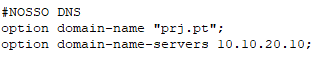 #NOSSO DNS
option domain-name "prj.pt";
option domain-name-servers 10.10.20.10;